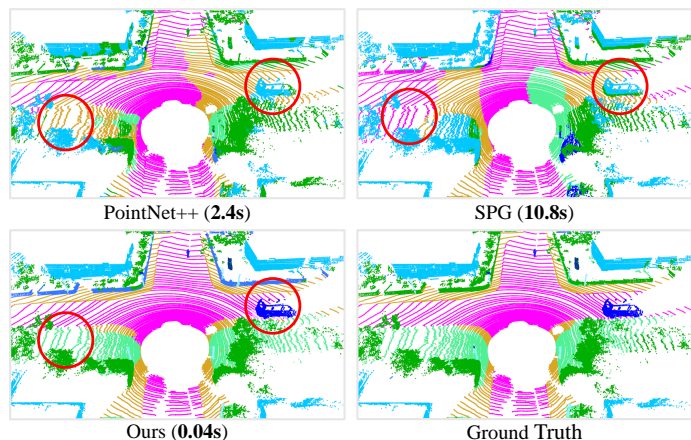 PointNet++ (2.4s)
SPG (10.8s)
Ours (0.04s)
Ground Truth